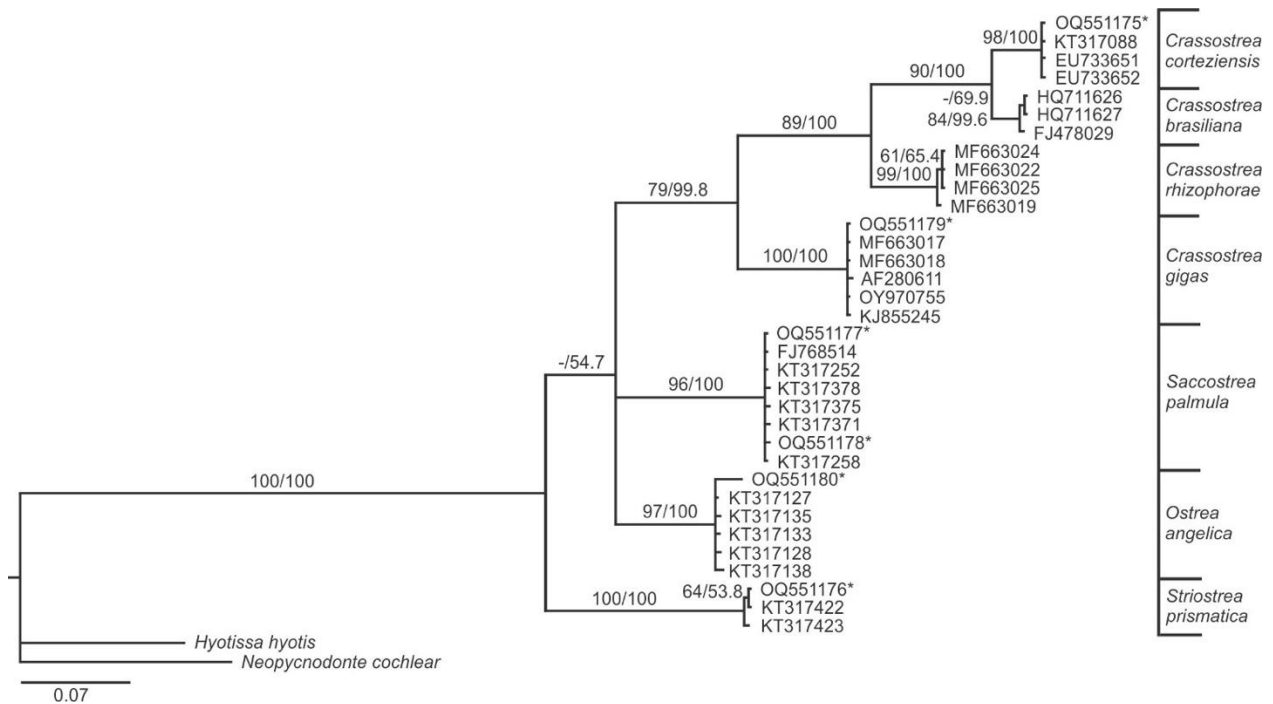 OQ551175*
98/100
KT317088
EU733651
EU733652
Crassostrea
corteziensis
90/100
-/69.9
84/99.6
HQ711626
HQ711627
FJ478029
Crassostrea
brasiliana
89/100
61/65.4
99/100
MF663024
MF663022
MF663025
MF663019
Crassostrea
rhizophorae
79/99.8
100/100
OQ551179*
MF663017
MF663018
AF280611
OY970755
KJ855245
Crassostrea
gigas
-/54.7
96/100
OQ551177*
FJ768514
KT317252
KT317378
KT317375
KT317371
OQ551178*
KT317258
Saccostrea
palmula
100/100
97/100
OQ551180*
KT317127
KT317135
KT317133
KT317128
KT317138
Ostrea
angelica
100/100
64/53.8
OQ551176*
KT317422
KT317423
Striostrea
prismatica
Hyotissa hyotis
Neopycnodonte cochlear
0.07